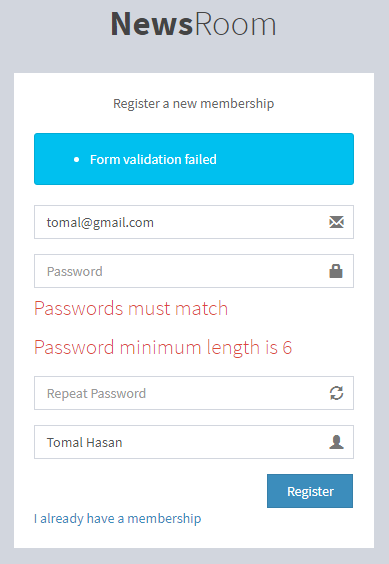 NewsRoom
Register a new membership
• Form validation failed
tomal@gmail.com
Password
Passwords must match
Password minimum length is 6
Repeat Password
Tomal Hasan
Register
I already have a membership